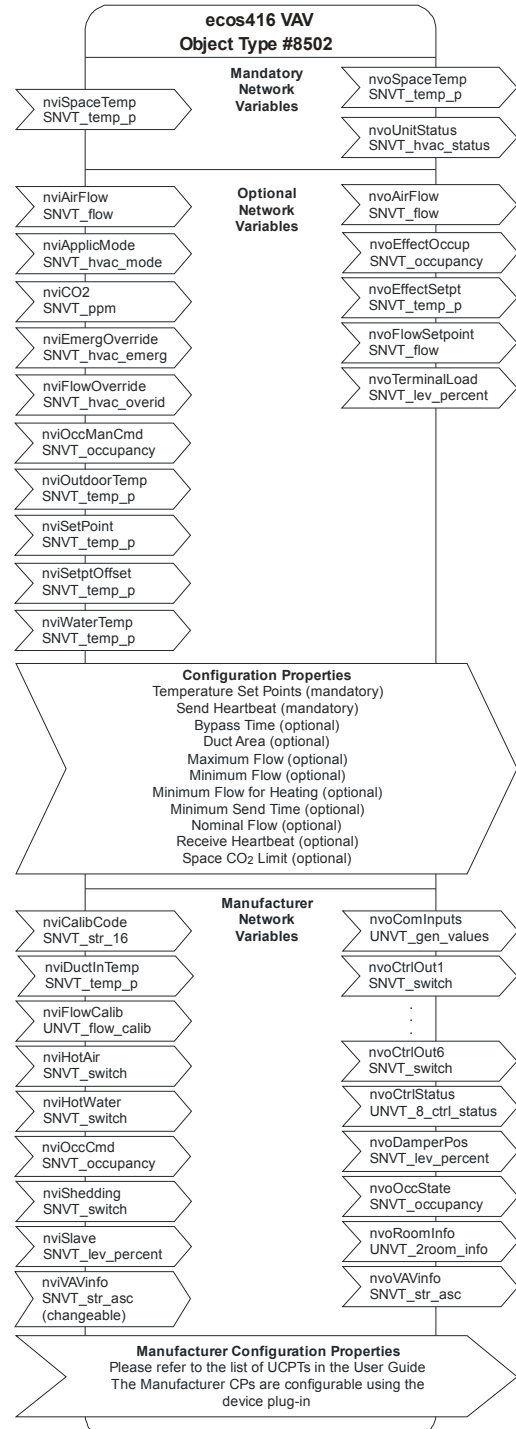 ecos416 VAV
Object Type #8502
Mandatory
Network
Variables
nviSpaceTemp
SNVT_temp_p
nvoSpaceTemp
SNVT_temp_p
nvoUnitStatus
SNVT_hvac_status
Optional
Network
Variables
nviAirFlow
SNVT_flow
nviApplicMode
SNVT_hvac_mode
nviCO2
SNVT_ppm
nviEmergOverride
SNVT_hvac_emerg
nviFlowOverride
SNVT_hvac_overid
nviOccManCmd
SNVT_occupancy
nviOutdoorTemp
SNVT_temp_p
nviSetPoint
SNVT_temp_p
nviSetptOffset
SNVT_temp_p
nviWaterTemp
SNVT_temp_p
nvoAirFlow
SNVT_flow
nvoEffectOccup
SNVT_occupancy
nvoEffectSetpt
SNVT_temp_p
nvoFlowSetpoint
SNVT_flow
nvoTerminalLoad
SNVT_lev_percent
Configuration Properties
Temperature Set Points (mandatory)
Send Heartbeat (mandatory)
Bypass Time (optional)
Duct Area (optional)
Maximum Flow (optional)
Minimum Flow (optional)
Minimum Flow for Heating (optional)
Minimum Send Time (optional)
Nominal Flow (optional)
Receive Heartbeat (optional)
Space CO2 Limit (optional)
Manufacturer
Network
Variables
nviCalibCode
SNVT_str_16
nviDuctInTemp
SNVT_temp_p
nviFlowCalib
UNVT_flow_calib
nviHotAir
SNVT_switch
nviHotWater
SNVT_switch
nviOccCmd
SNVT_occupancy
nviShedding
SNVT_switch
nviSlave
SNVT_lev_percent
nviVAVinfo
SNVT_str_asc
(changeable)
nvoComInputs
UNVT_gen_values
nvoCtrlOut1
SNVT_switch
.
.
.
nvoCtrlOut6
SNVT_switch
nvoCtrlStatus
UNVT_8_ctrl_status
nvoDamperPos
SNVT_lev_percent
nvoOccState
SNVT_occupancy
nvoRoomInfo
UNVT_2room_info
nvoVAVinfo
SNVT_str_asc
Manufacturer Configuration Properties
Please refer to the list of UCPTs in the User Guide
The Manufacturer CPs are configurable using the
device plug-in